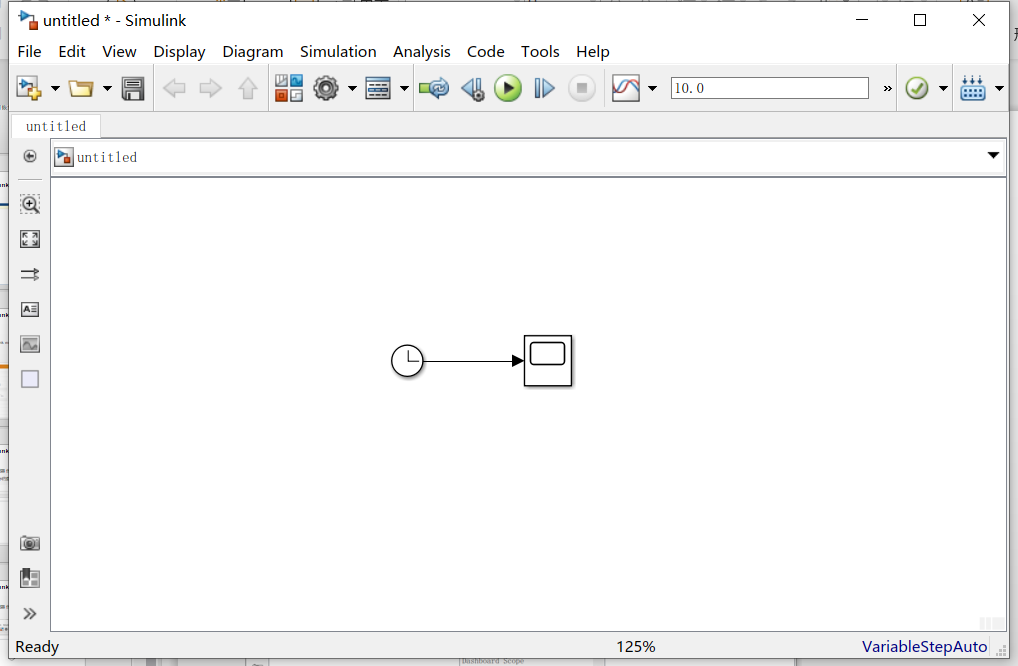 untitled * - Simulink
File Edit View Display Diagram Simulation Analysis Code Tools Help
10.0 »
untitled
untitled
Ready 125% VariableStepAuto
Dashboard Scope